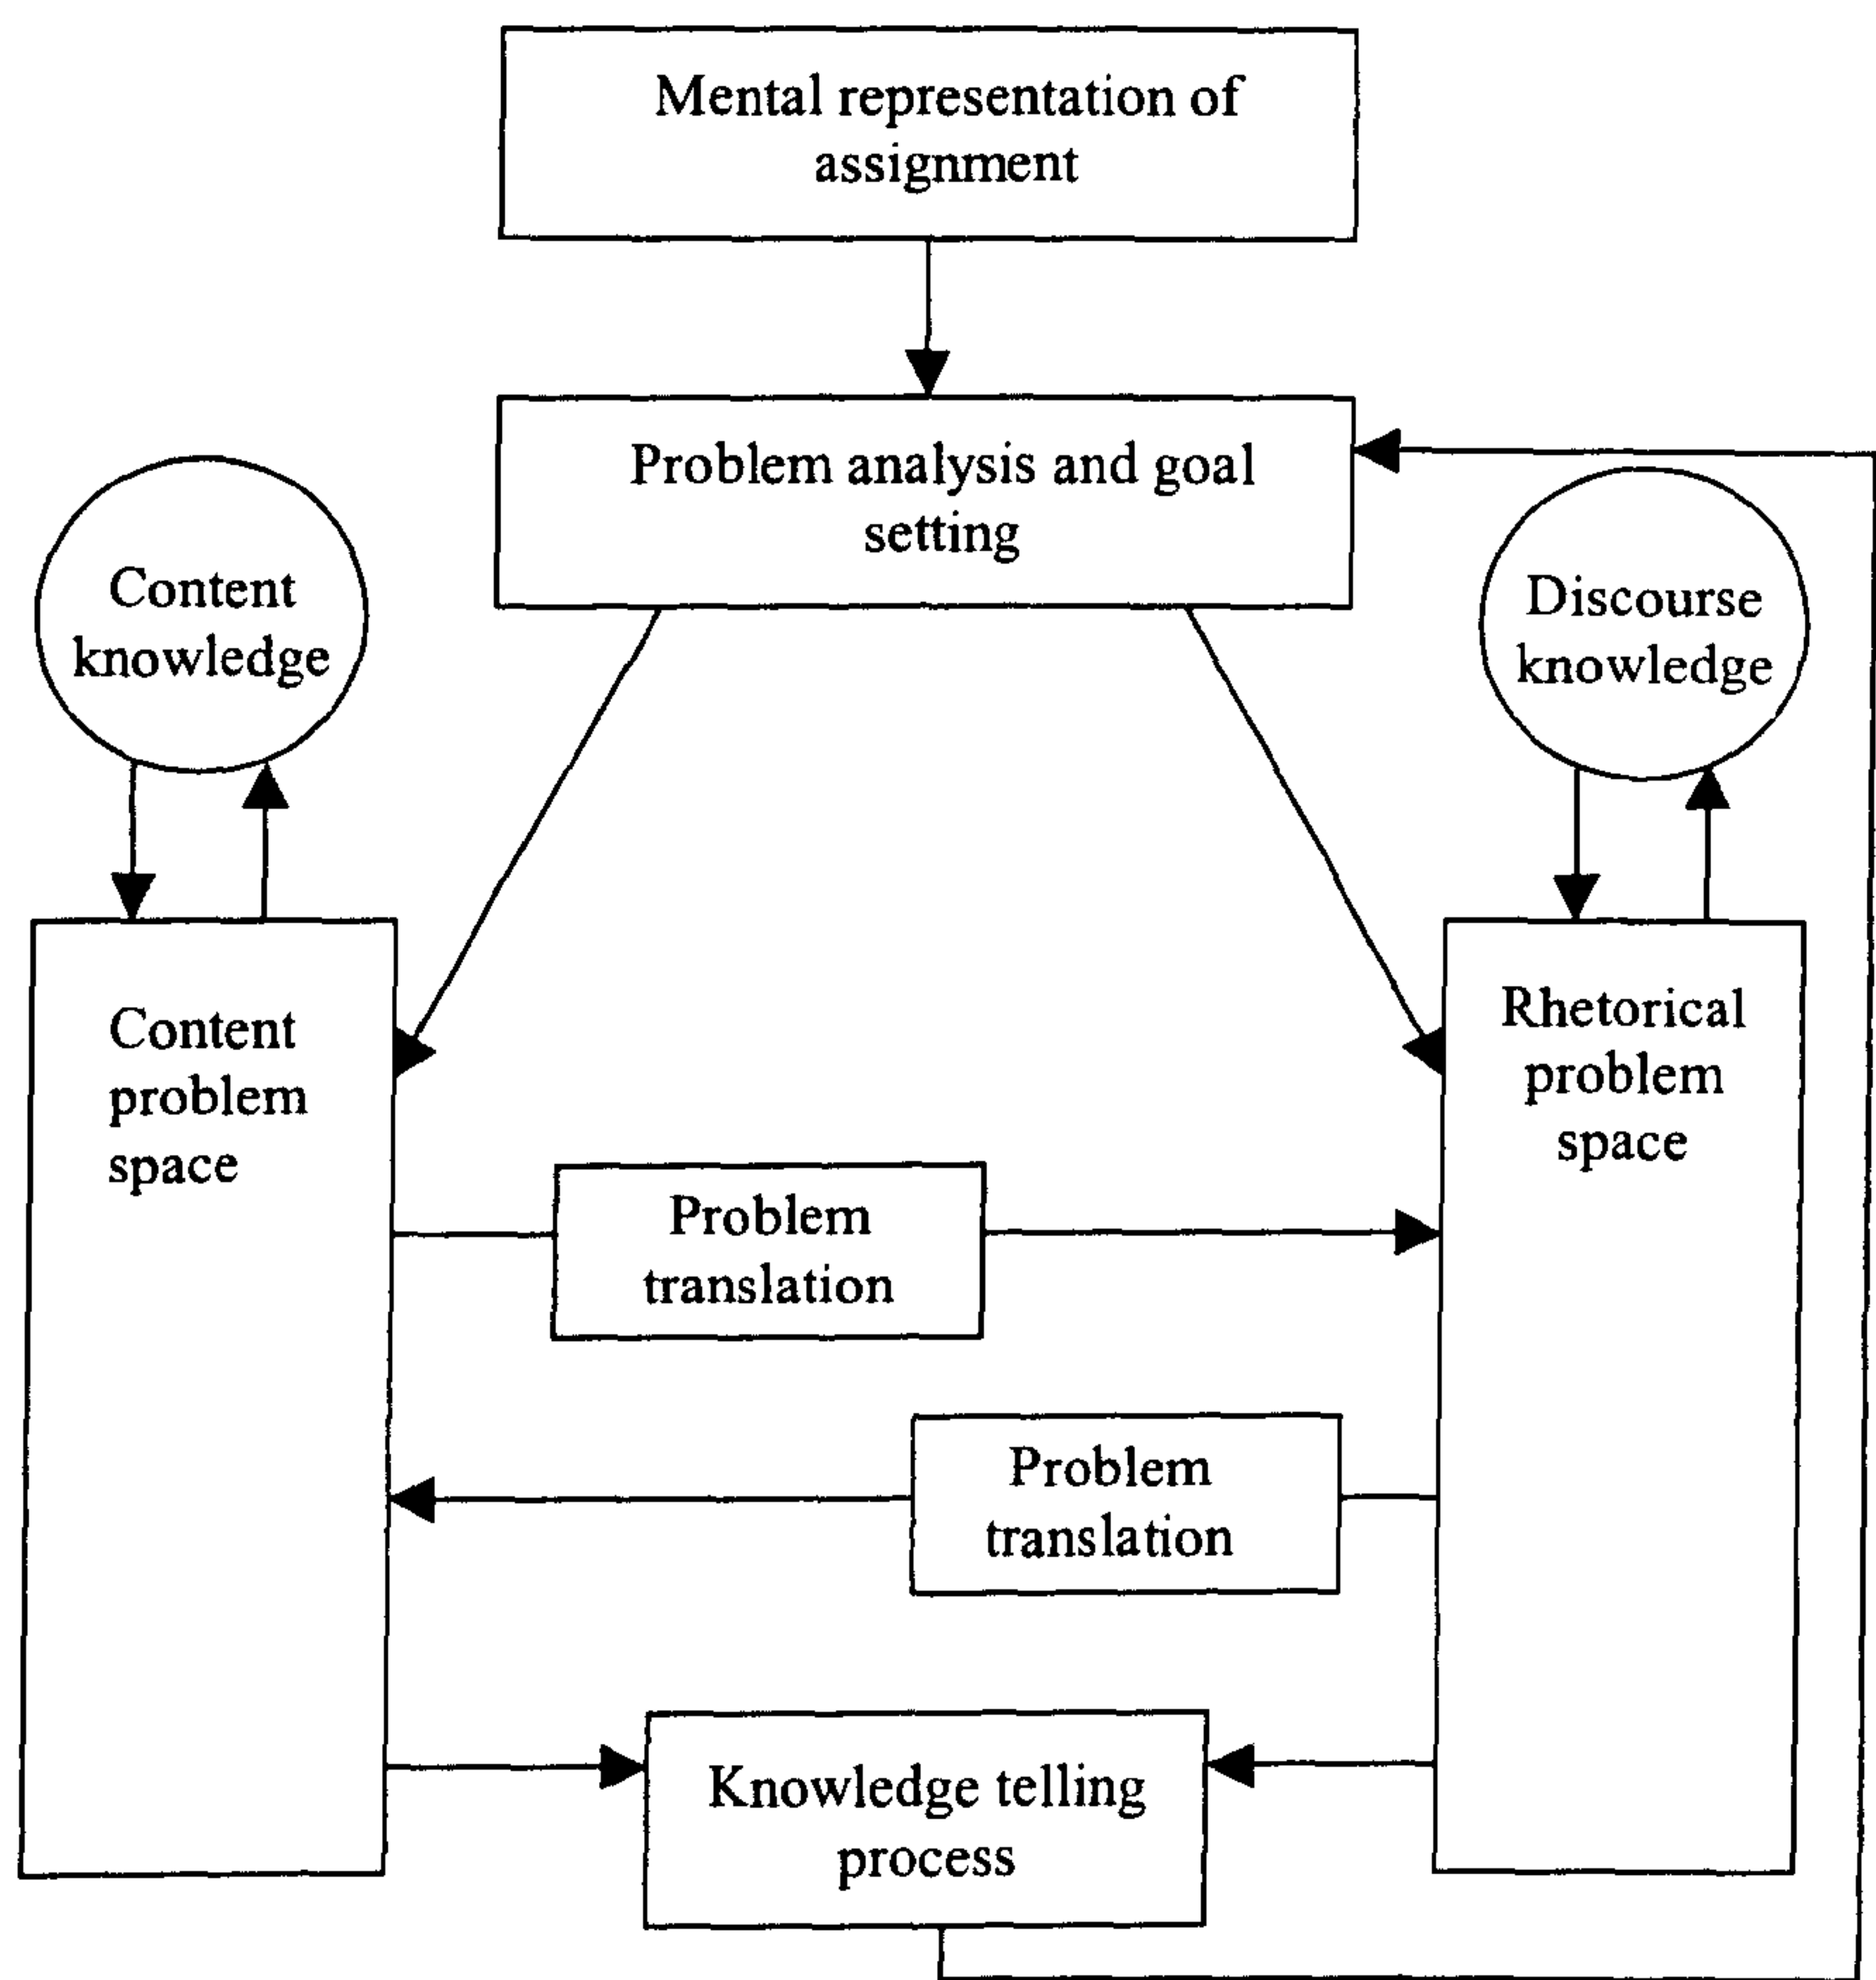 Mental representation of
assignment
Problem analysis and goal
setting
Content
knowledge
Discourse
knowledge
Content
problem
space
Rhetorical
problem
space
Problem
translation
Problem
translation
Knowledge telling
process